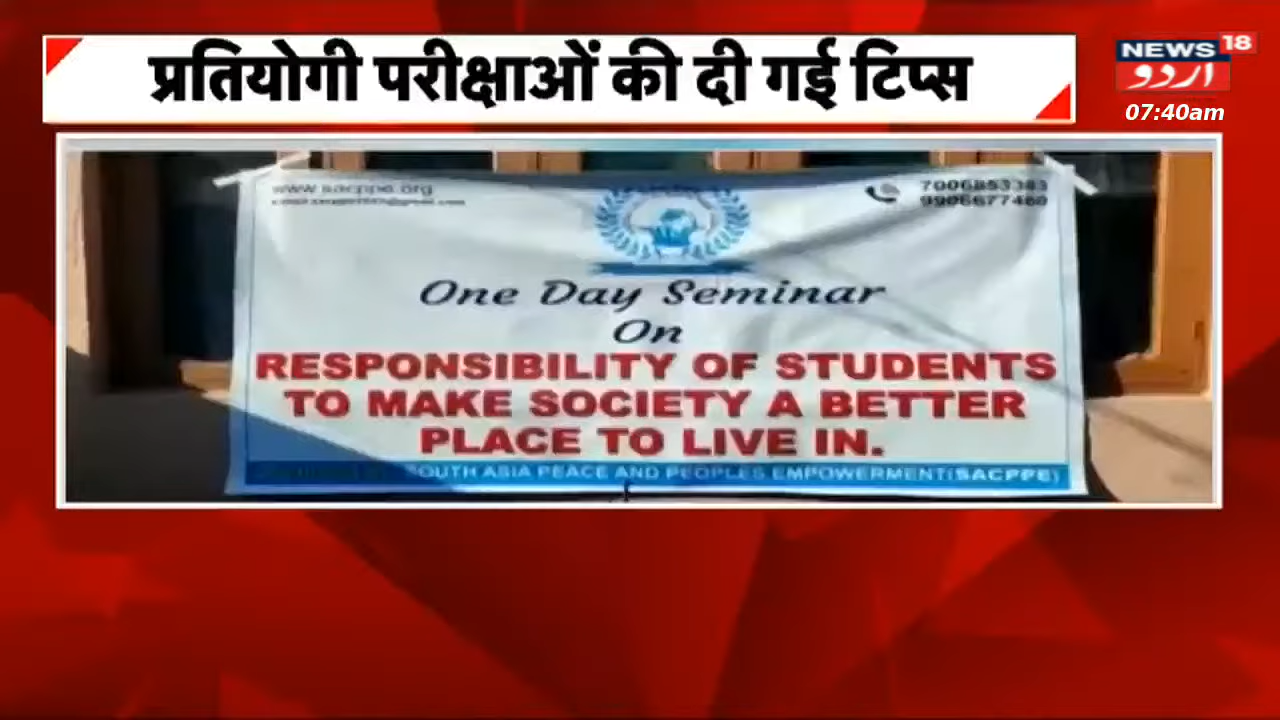 प्रतियोगी परीक्षाओं की दी गई टिप्स
NEWS 18
اردو
07:40am
www.sacppe.org
7006853383
One Day Seminar
On
RESPONSIBILITY OF STUDENTS
TO MAKE SOCIETY A BETTER
PLACE TO LIVE IN.
SOUTH ASIA PEACE AND PEOPLES EMPOWERMENT(SACPPE)